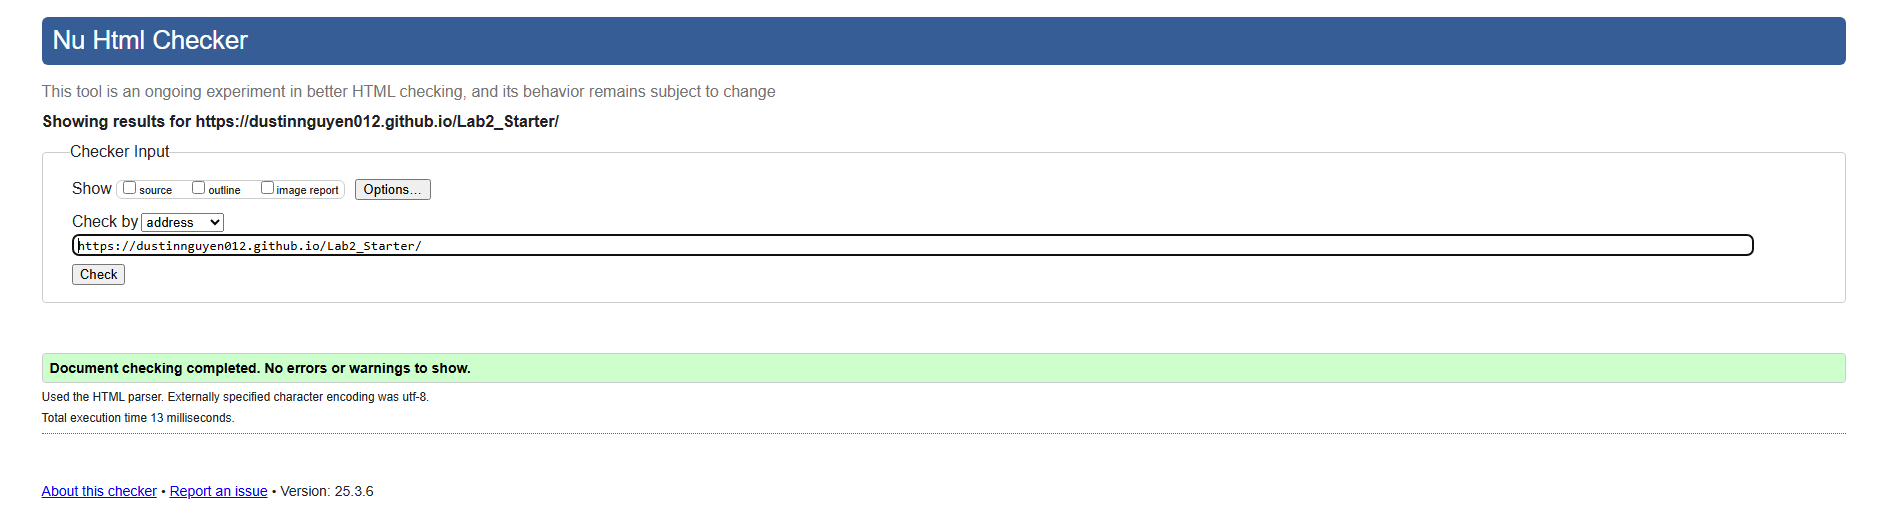 Nu Html Checker
This tool is an ongoing experiment in better HTML checking, and its behavior remains subject to change
Showing results for https://dustinnguyen012.github.io/Lab2_Starter/
Checker Input
Show source outline image report Options...
Check by address
https://dustinnguyen012.github.io/Lab2_Starter/
Check
Document checking completed. No errors or warnings to show.
Used the HTML parser. Externally specified character encoding was utf-8.
Total execution time 13 milliseconds.
About this checker • Report an issue • Version: 25.3.6